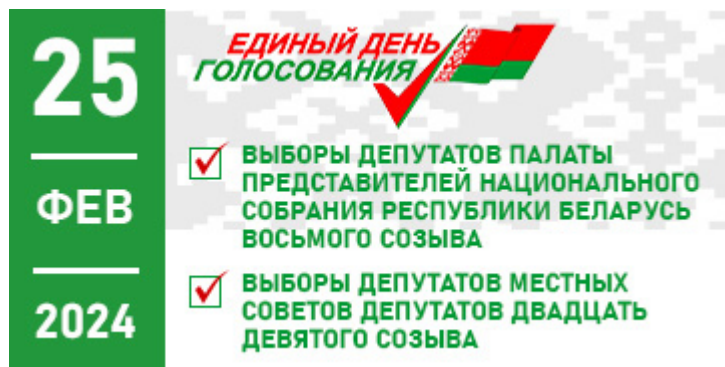 25
ФЕВ
2024
ЕДИНЫЙ ДЕНЬ
ГОЛОСОВАНИЯ
ВЫБОРЫ ДЕПУТАТОВ ПАЛАТЫ
ПРЕДСТАВИТЕЛЕЙ НАЦИОНАЛЬНОГО
СОБРАНИЯ РЕСПУБЛИКИ БЕЛАРУСЬ
ВОСЬМОГО СОЗЫВА
ВЫБОРЫ ДЕПУТАТОВ МЕСТНЫХ
СОВЕТОВ ДЕПУТАТОВ ДВАДЦАТЬ
ДЕВЯТОГО СОЗЫВА